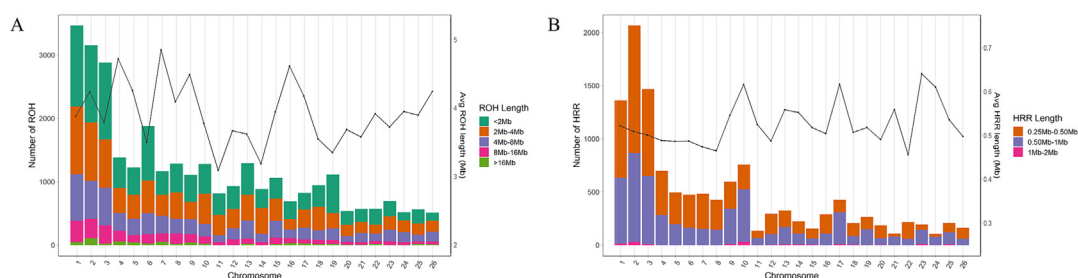 A
Number of ROH
3000
2000
1000
0
5
4
3
2
Avg ROH length (Mb)
1 2 3 4 5 6 7 8 9 10 11 12 13 14 15 16 17 18 19 20 21 22 23 24 25 26
Chromosome
ROH Length
<2Mb
2Mb-4Mb
4Mb-8Mb
8Mb-16Mb
>16Mb
B
Number of HRR
2000
1500
1000
500
0
0.7
0.6
0.5
0.4
0.3
Avg HRR length (Mb)
1 2 3 4 5 6 7 8 9 10 11 12 13 14 15 16 17 18 19 20 21 22 23 24 25 26
Chromosome
HRR Length
0.25Mb-0.50Mb
0.50Mb-1Mb
1Mb-2Mb